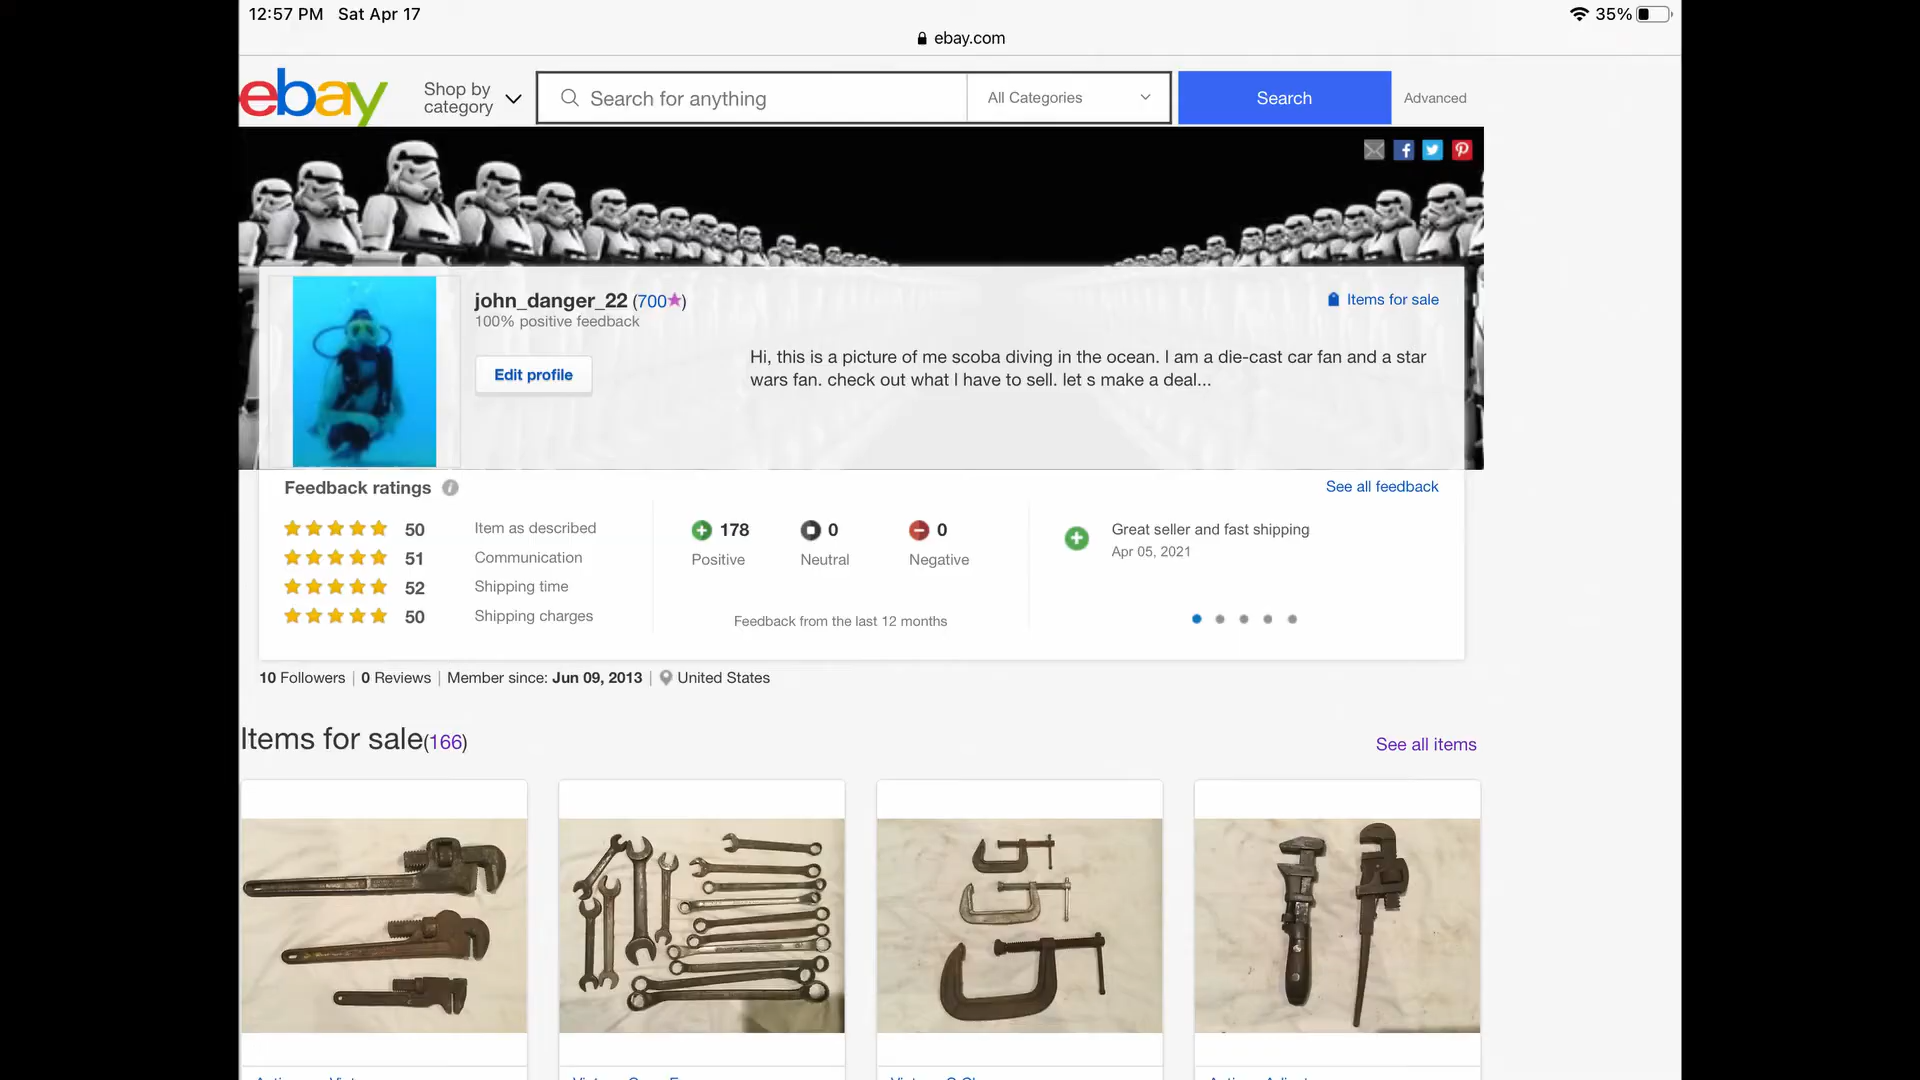 12:57 PM Sat Apr 17
35%
ebay.com
ebay
Shop by category
Search for anything
All Categories
Search
Advanced
john_danger_22 (700)
100% positive feedback
Items for sale
Edit profile
Hi, this is a picture of me scoba diving in the ocean. I am a die-cast car fan and a star
wars fan. check out what I have to sell. let s make a deal...
Feedback ratings
See all feedback
50 Item as described
51 Communication
52 Shipping time
50 Shipping charges
178 Positive
0 Neutral
0 Negative
Feedback from the last 12 months
Great seller and fast shipping
Apr 05, 2021
10 Followers | 0 Reviews | Member since: Jun 09, 2013 | United States
Items for sale(166)
See all items